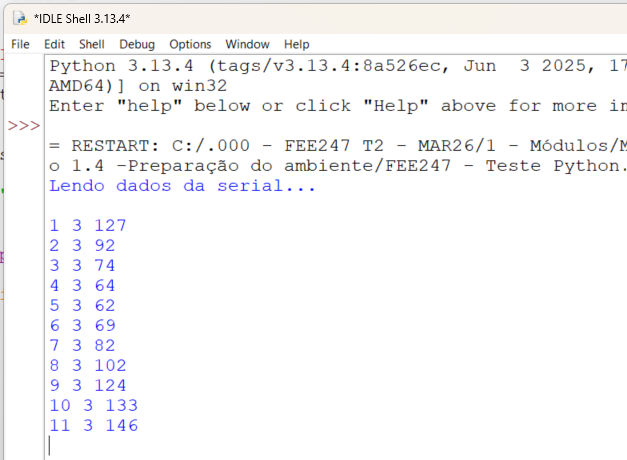 *IDLE Shell 3.13.4*
File Edit Shell Debug Options Window Help
Python 3.13.4 (tags/v3.13.4:8a526ec, Jun 3 2025, 17
AMD64)] on win32
Enter "help" below or click "Help" above for more in
>>>
= RESTART: C:/.000 - FEE247 T2 - MAR26/1 - Módulos/M
o 1.4 -Preparação do ambiente/FEE247 - Teste Python.
Lendo dados da serial...
1 3 127
2 3 92
3 3 74
4 3 64
5 3 62
6 3 69
7 3 82
8 3 102
9 3 124
10 3 133
11 3 146